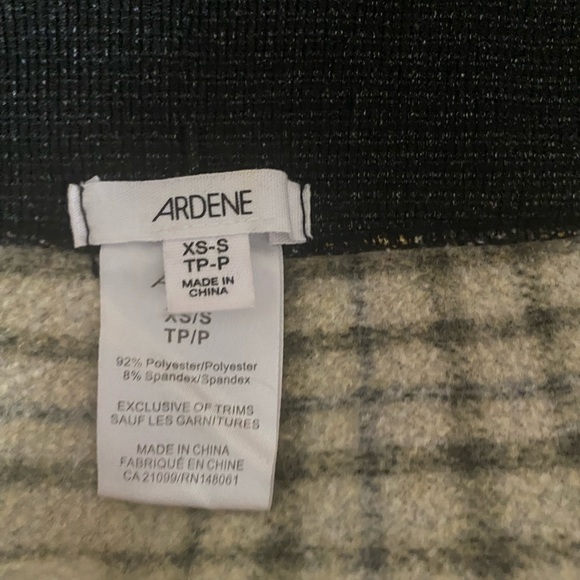 ARDENE
XS-S
TP-P
MADE IN
CHINA
XS/S
TP/P
92% Polyester/Polyester
8% Spandex/Spandex
EXCLUSIVE OF TRIMS
SAUF LES GARNITURES
MADE IN CHINA
FABRIQUÉ EN CHINE
CA 21099/RN148061